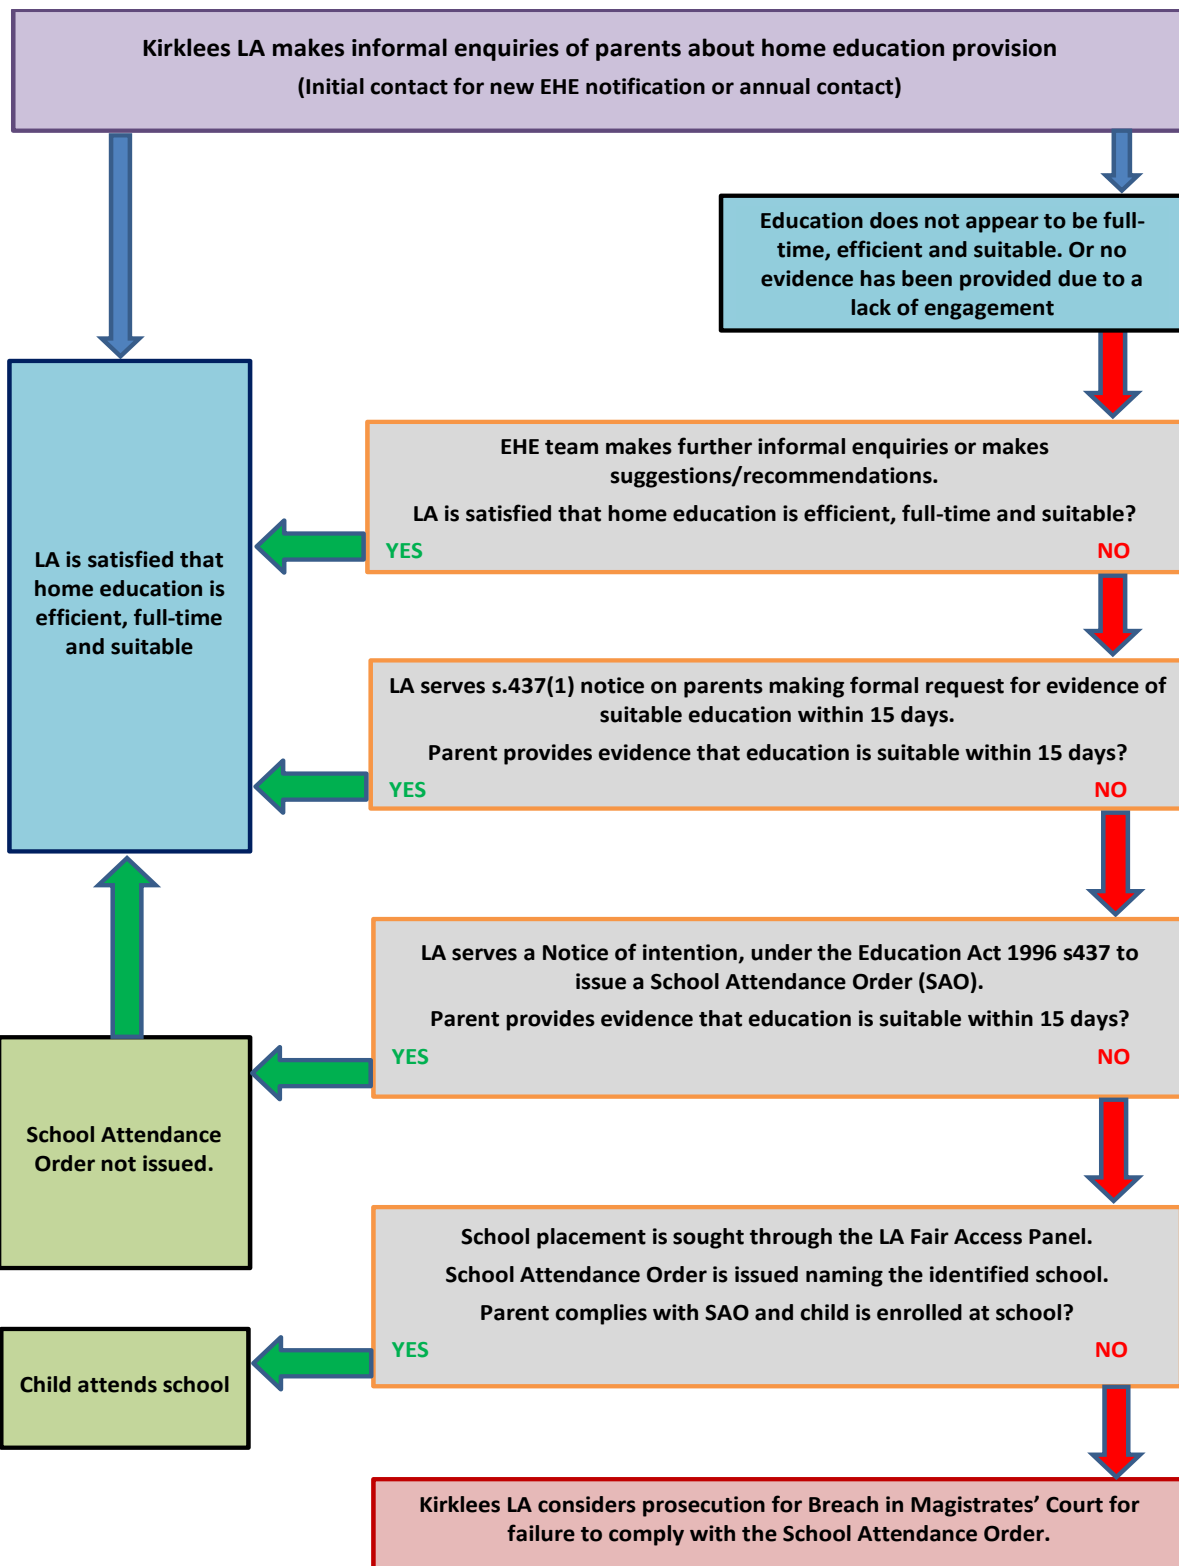 Kirklees LA makes informal enquiries of parents about home education provision
(Initial contact for new EHE notification or annual contact)
Education does not appear to be full-
time, efficient and suitable. Or no
evidence has been provided due to a
lack of engagement
EHE team makes further informal enquiries or makes
suggestions/recommendations.
LA is satisfied that home education is efficient, full-time and suitable?
YES
NO
LA is satisfied that
home education is
efficient, full-time
and suitable
LA serves s.437(1) notice on parents making formal request for evidence of
suitable education within 15 days.
Parent provides evidence that education is suitable within 15 days?
YES
NO
LA serves a Notice of intention, under the Education Act 1996 s437 to
issue a School Attendance Order (SAO).
Parent provides evidence that education is suitable within 15 days?
YES
NO
School Attendance
Order not issued.
School placement is sought through the LA Fair Access Panel.
School Attendance Order is issued naming the identified school.
Parent complies with SAO and child is enrolled at school?
YES
NO
Child attends school
Kirklees LA considers prosecution for Breach in Magistrates’ Court for
failure to comply with the School Attendance Order.